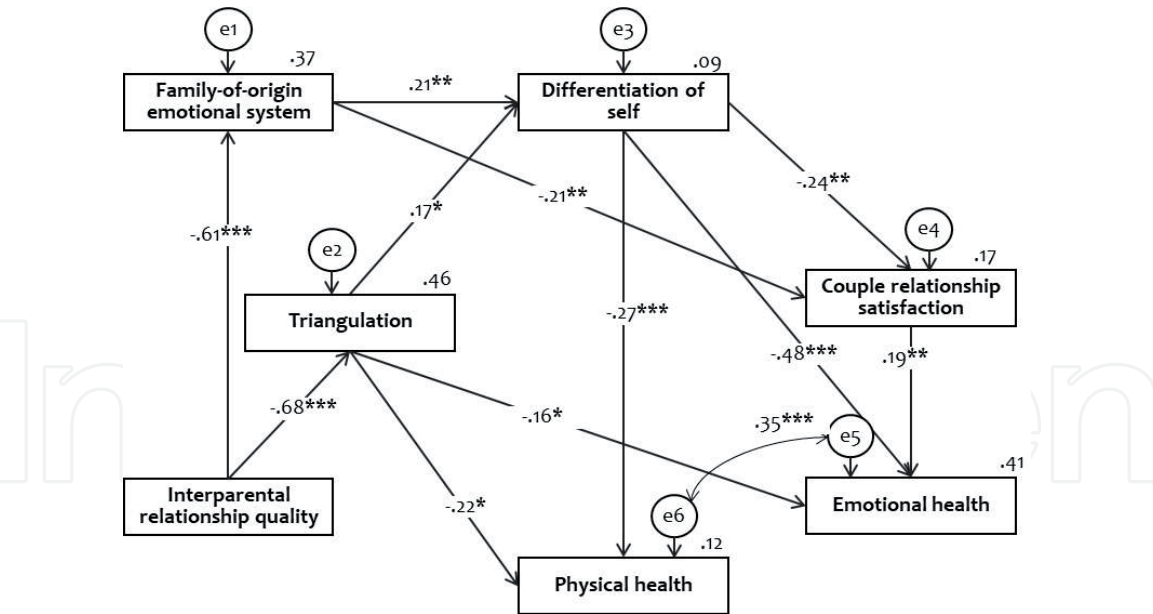 e1
e3
.37
.09
Family-of-origin
emotional system
.21**
Differentiation of
self
-.24**
-.21**
.17*
-.61***
e2
e4
.46
.17
Triangulation
Couple relationship
satisfaction
-.27***
-.48***
.19**
-.68***
-.16*
.35***
e5
.41
Interparental
relationship quality
-.22*
e6
Emotional health
.12
Physical health